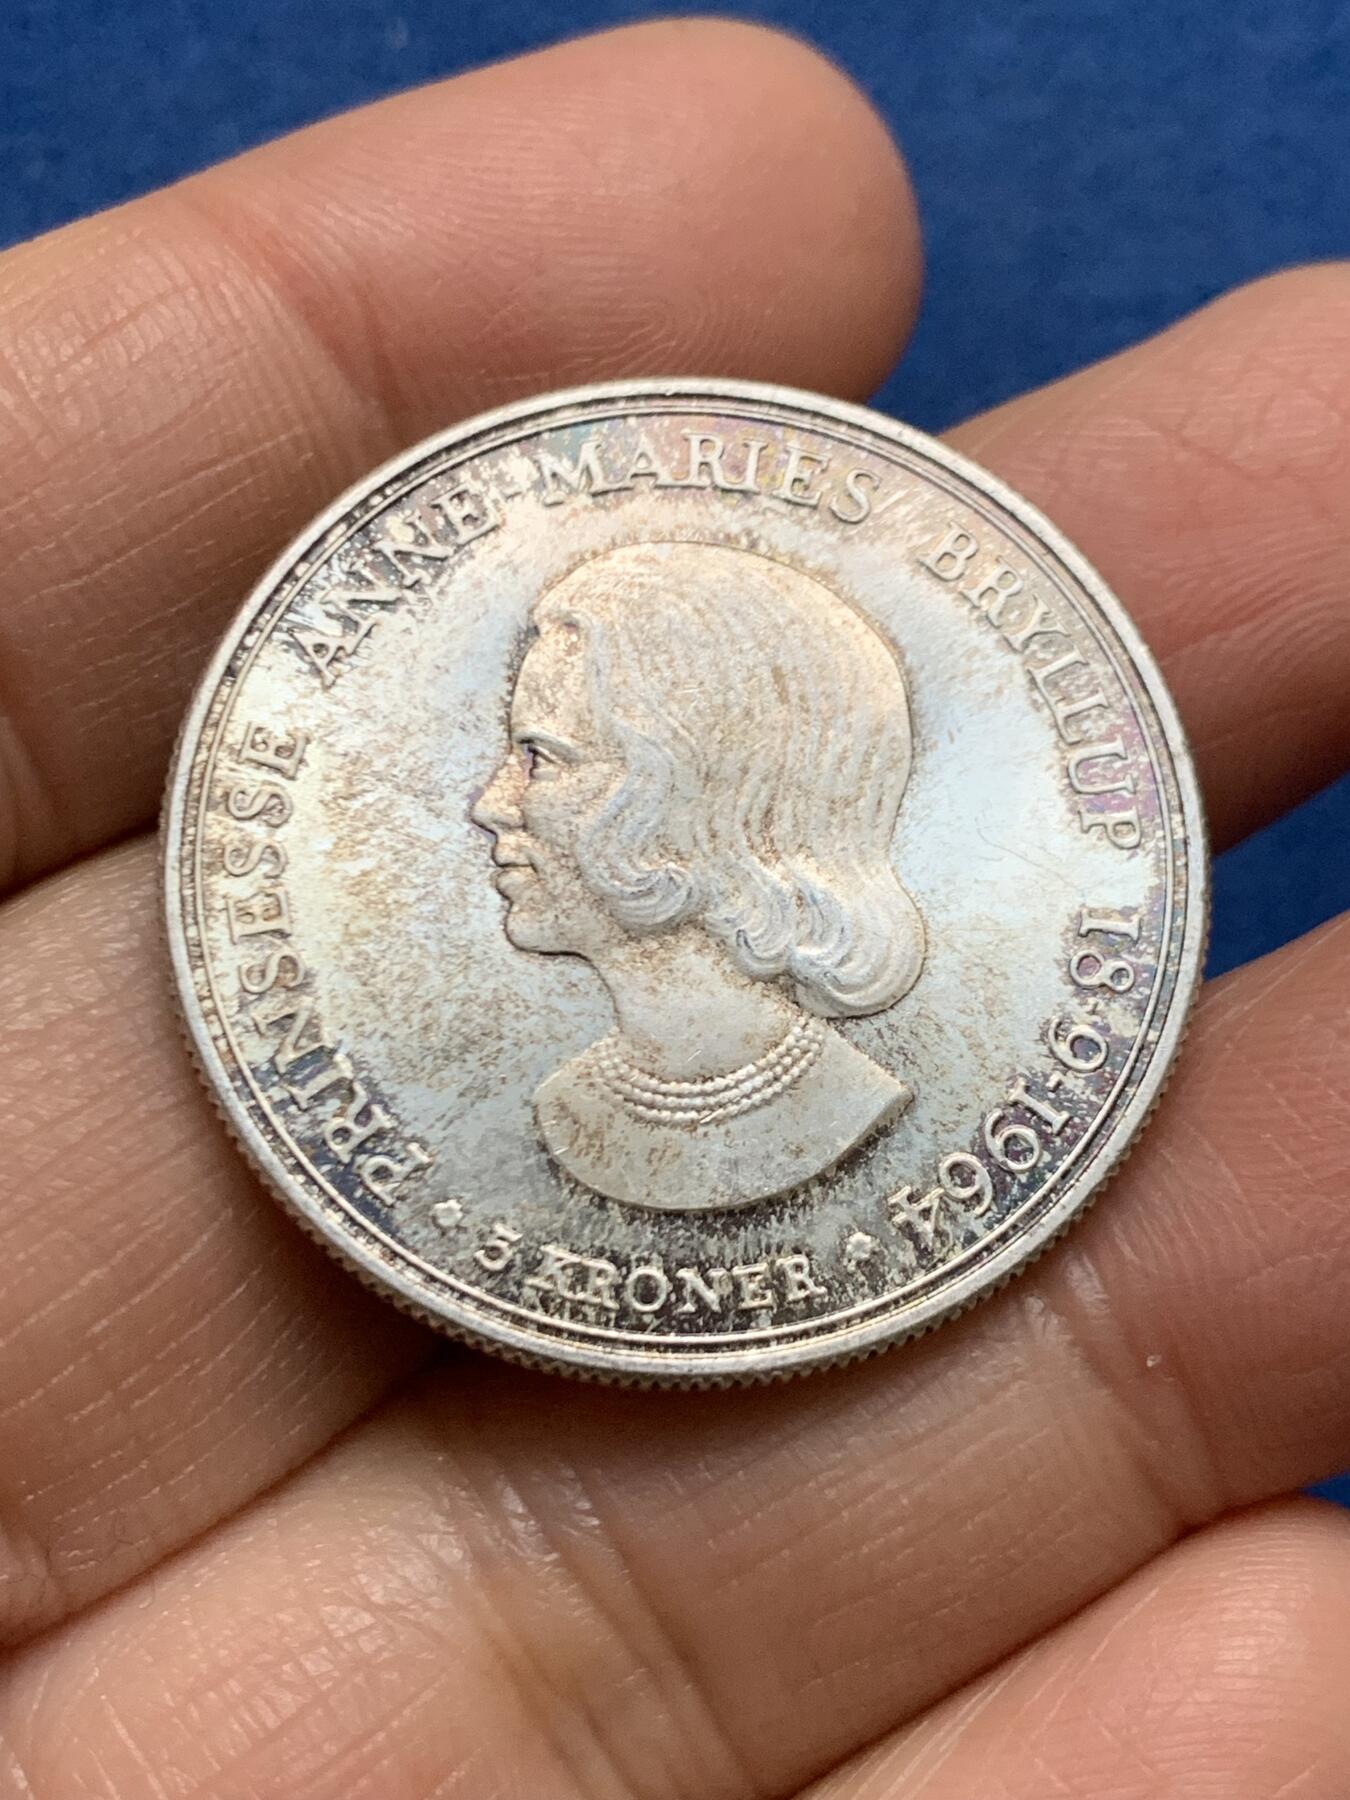 PRINSESSE ANNE-MARIES BRYLLUP 18-9-1964
5 KRONER